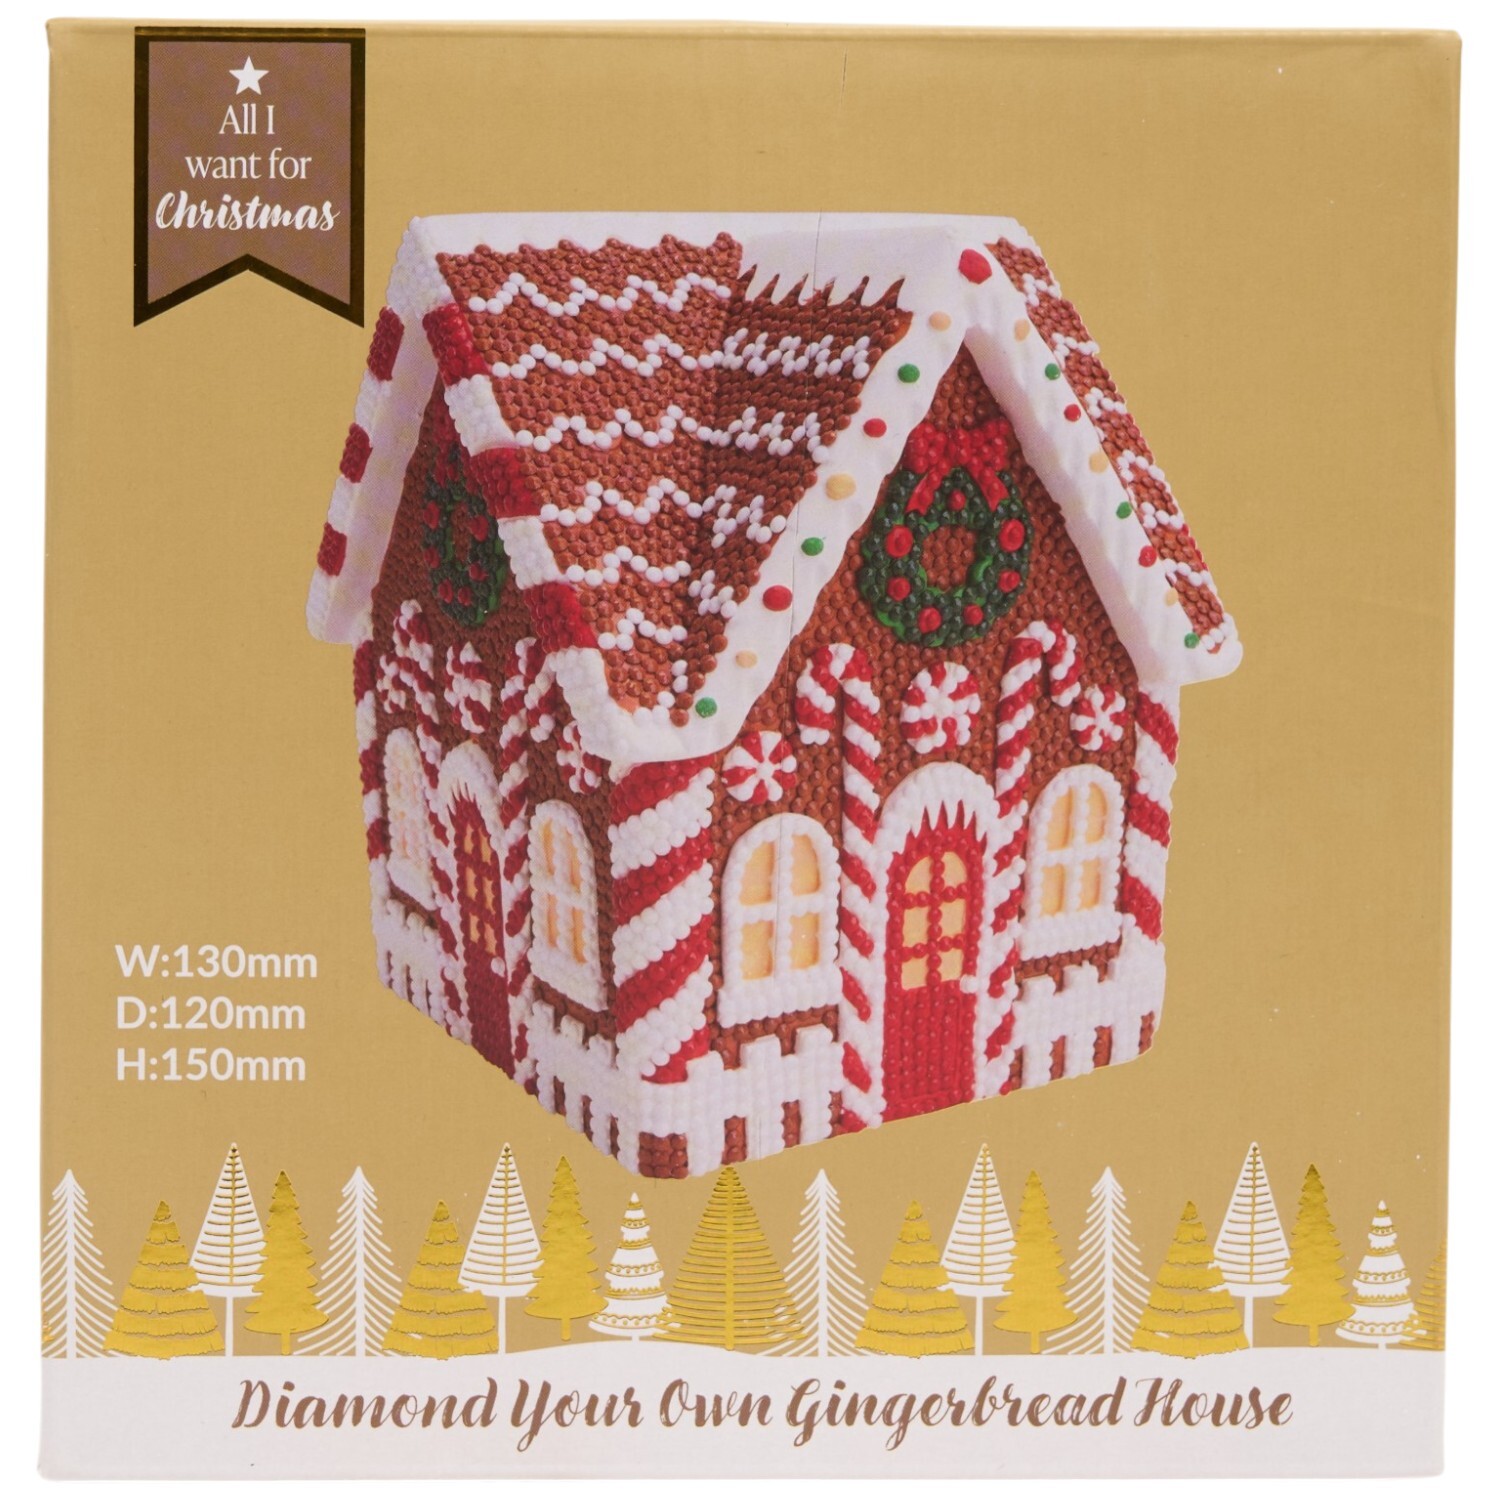 All I
want for
Christmas
W:130mm
D:120mm
H:150mm
Diamond Your Own Gingerbread House